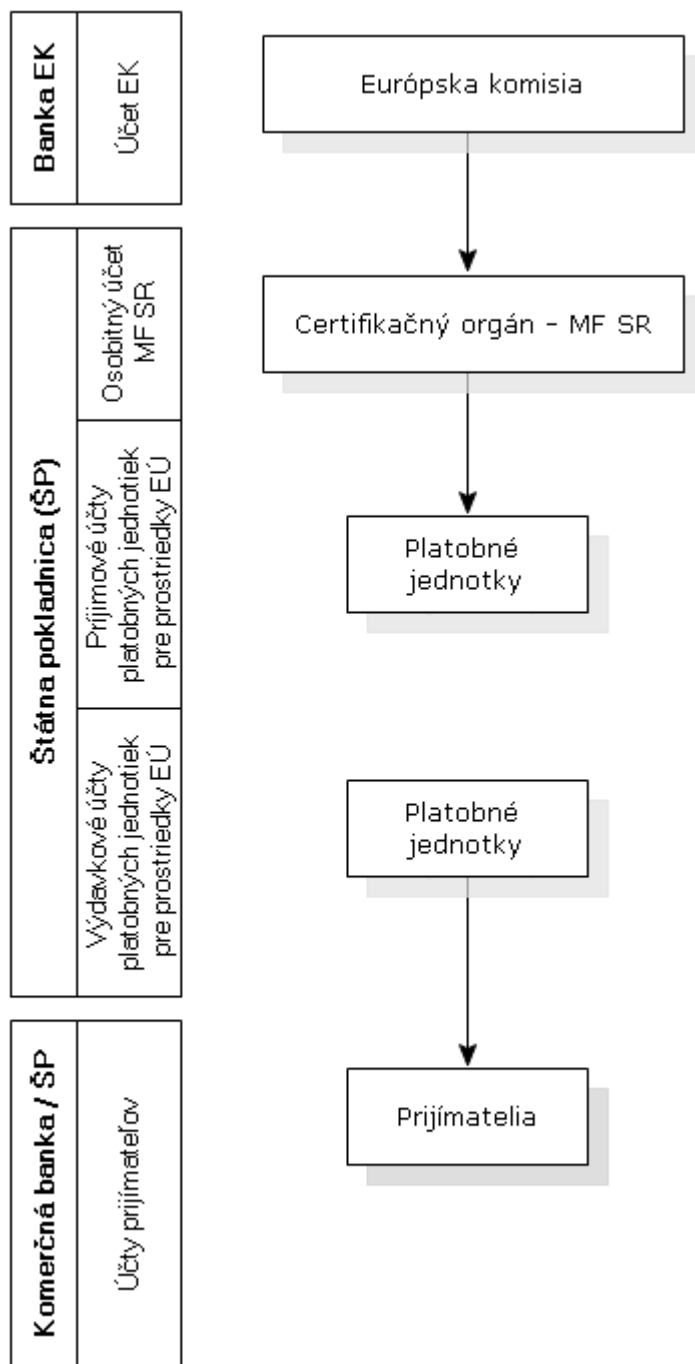 Banka EK
Účet EK
Európska komisia
Štátna pokladnica (ŠP)
Osobitný účet
MF SR
Certifikačný orgán – MF SR
Príjimové účty
platobných jednotiek
pre prostriedky EÚ
Platobné
jednotky
Výdavkové účty
platobných jednotiek
pre prostriedky EÚ
Platobné
jednotky
Komerčná banka / ŠP
Účty prijímateľov
Prijímatelia